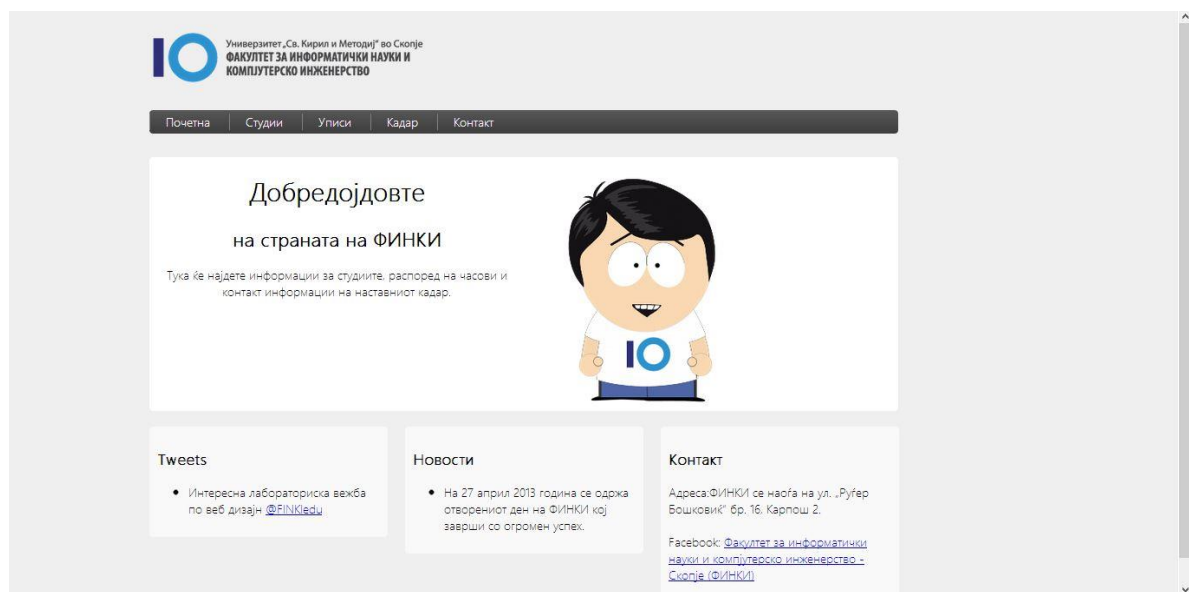 Универзитет „Св. Кирил и Методиј" во Скопје
ФАКУЛТЕТ ЗА ИНФОРМАТИЧКИ НАУКИ И
КОМПЈУТЕРСКО ИНЖЕНЕРСТВО
Почетна Студии Уписи Кадар Контакт
Добредојдовте
на страната на ФИНКИ
Тука ќе најдете информации за студиите, распоред на часови и
контакт информации на наставниот кадар.
IO
Tweets
Интересна лабораториска вежба
по веб дизајн @FINKIedu
Новости
На 27 април 2013 година се одржа
отворениот ден на ФИНКИ кој
заврши со огромен успех.
Контакт
Адреса:ФИНКИ се наоѓа на ул. „Руѓер
Бошковиќ" бр. 16, Карпош 2.
Facebook: Факултет за информатички
науки и компјутерско инженерство -
Скопје (ФИНКИ)